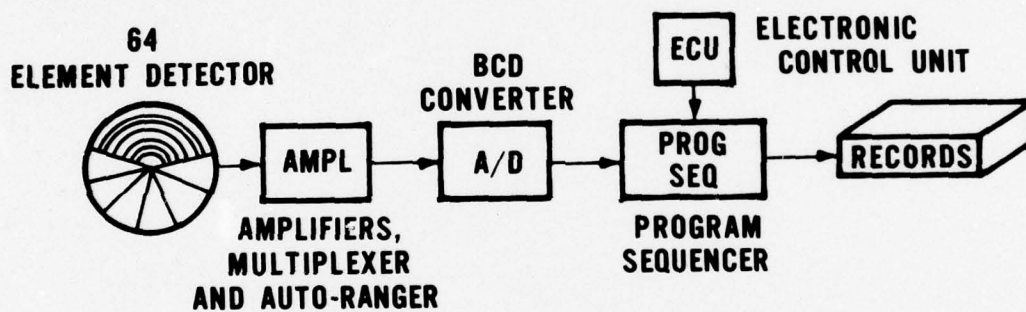 64
ELEMENT DETECTOR
AMPL
AMPLIFIERS,
MULTIPLEXER
AND AUTO-RANGER
BCD
CONVERTER
A/D
ECU
ELECTRONIC
CONTROL UNIT
PROG
SEQ
PROGRAM
SEQUENCER
RECORDS